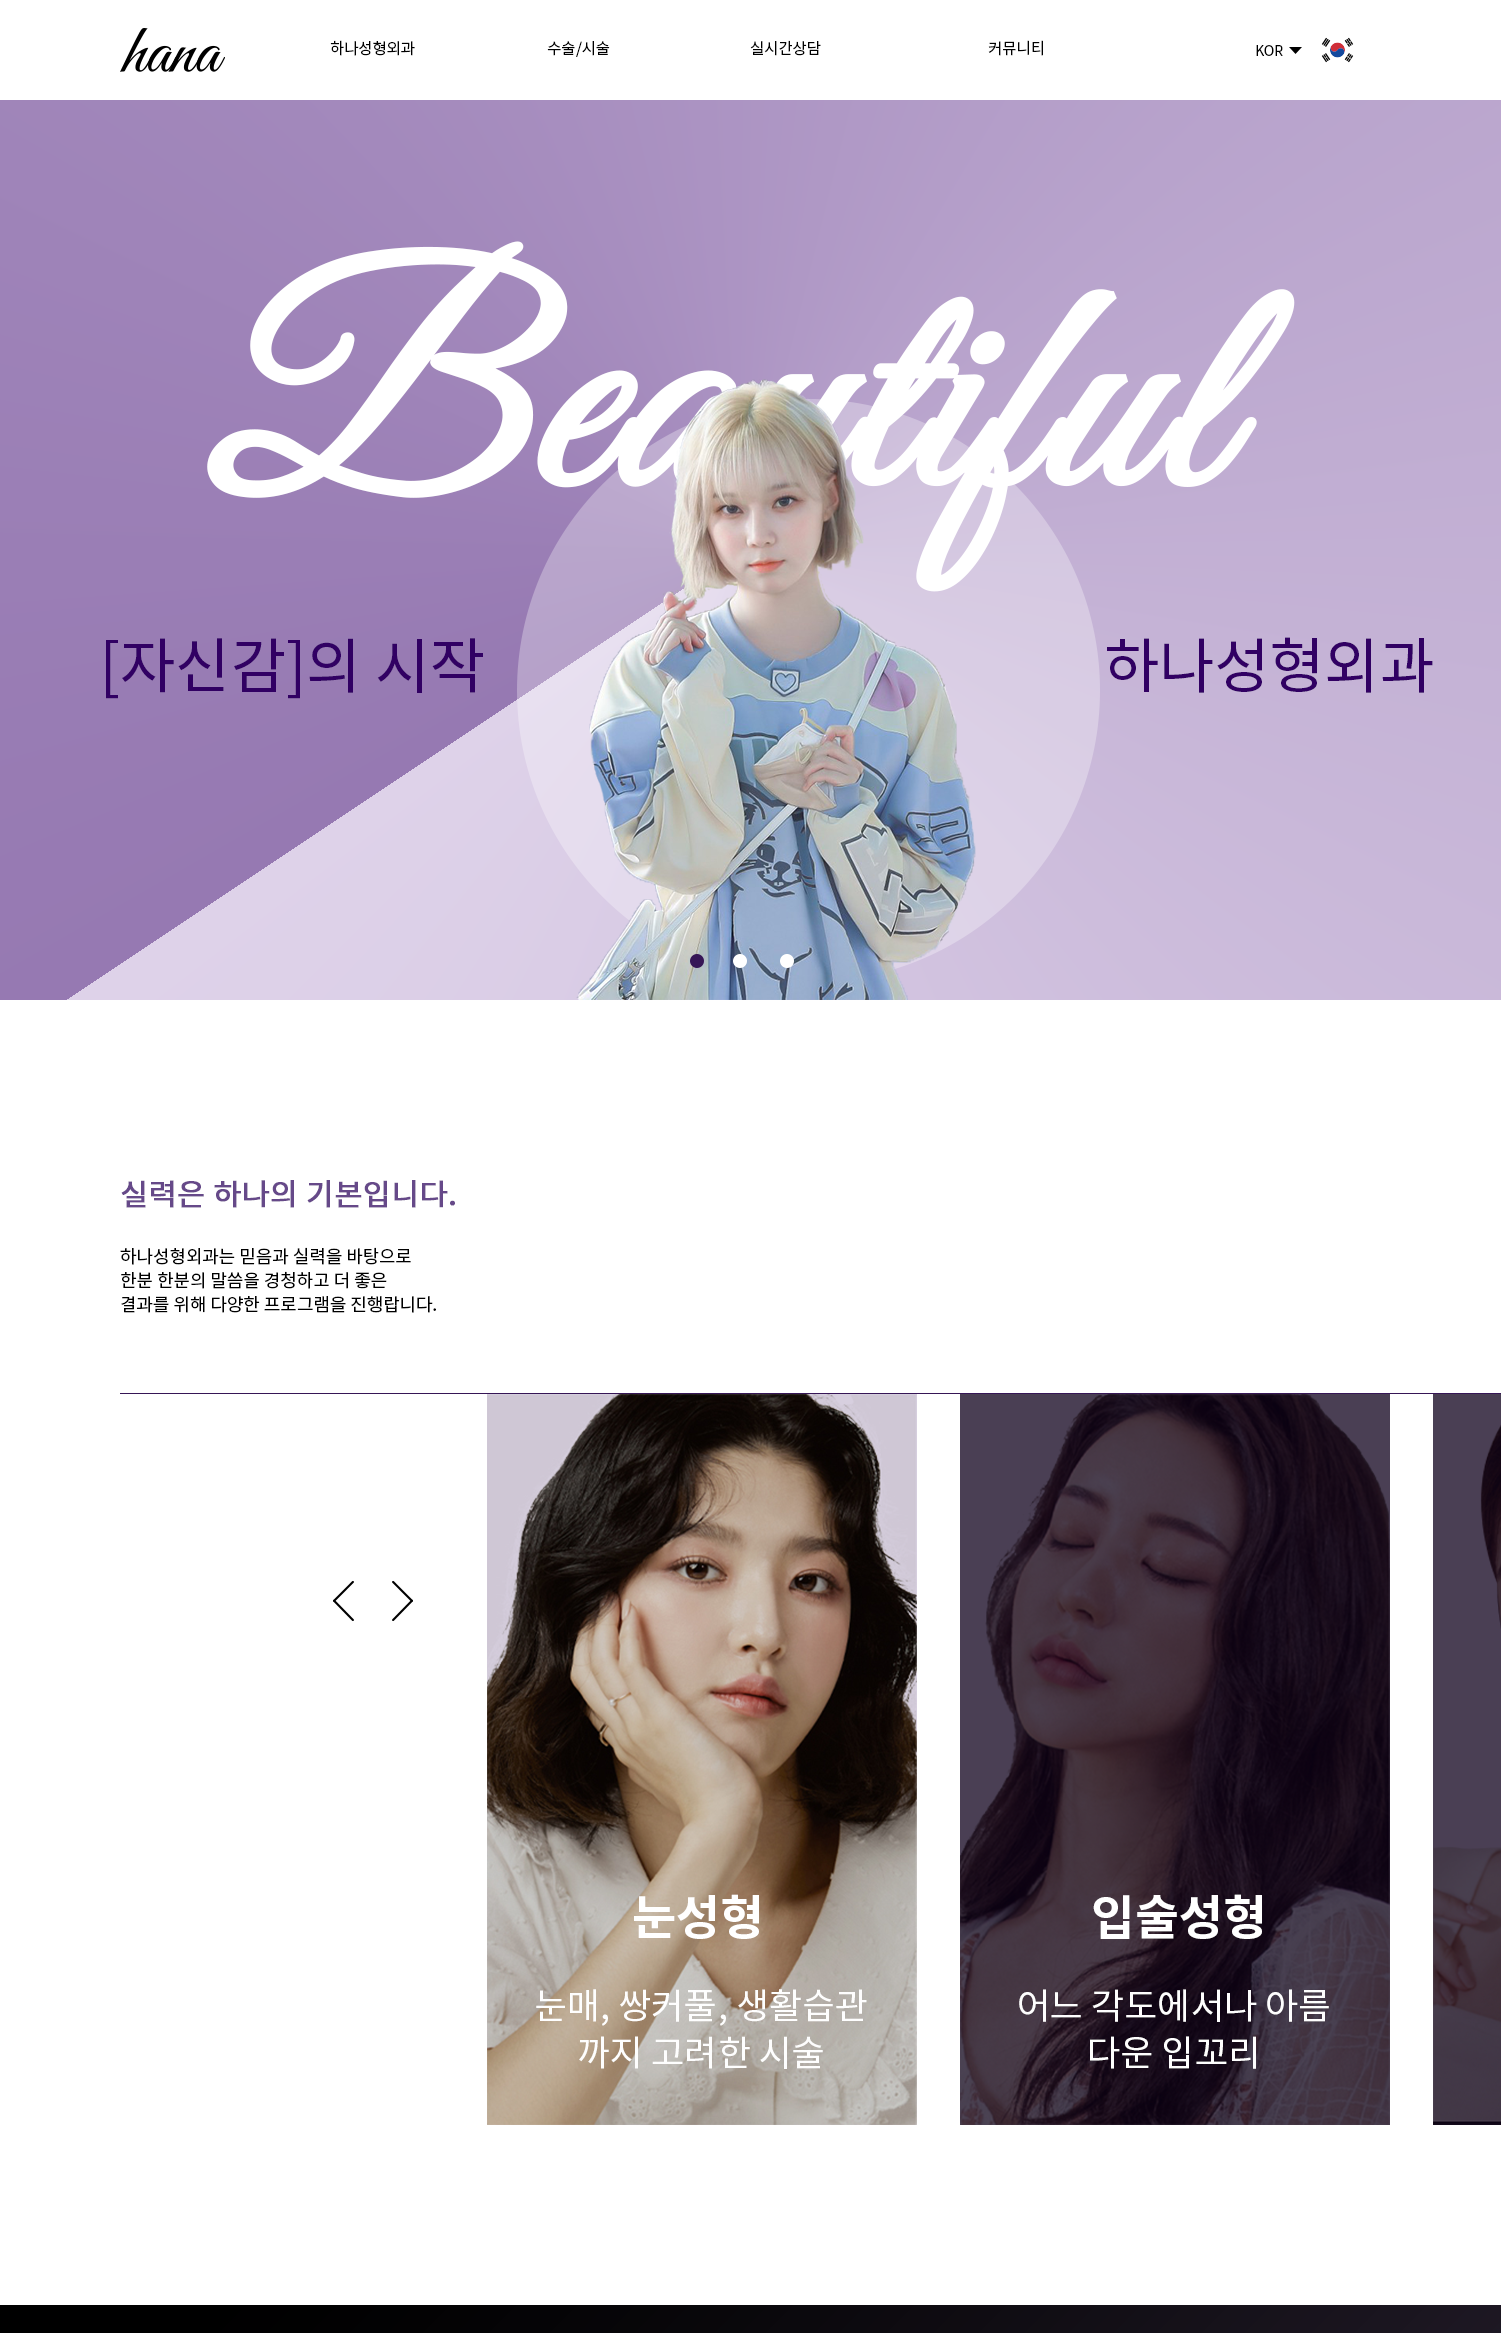 hana
하나성형외과
수술/시술
실시간상담
커뮤니티
KOR
Beautiful
[자신감]의 시작
하나성형외과
실력은 하나의 기본입니다.
하나성형외과는 믿음과 실력을 바탕으로
한분 한분의 말씀을 경청하고 더 좋은
결과를 위해 다양한 프로그램을 진행랍니다.
눈성형
눈매, 쌍커풀, 생활습관
까지 고려한 시술
입술성형
어느 각도에서나 아름
다운 입꼬리